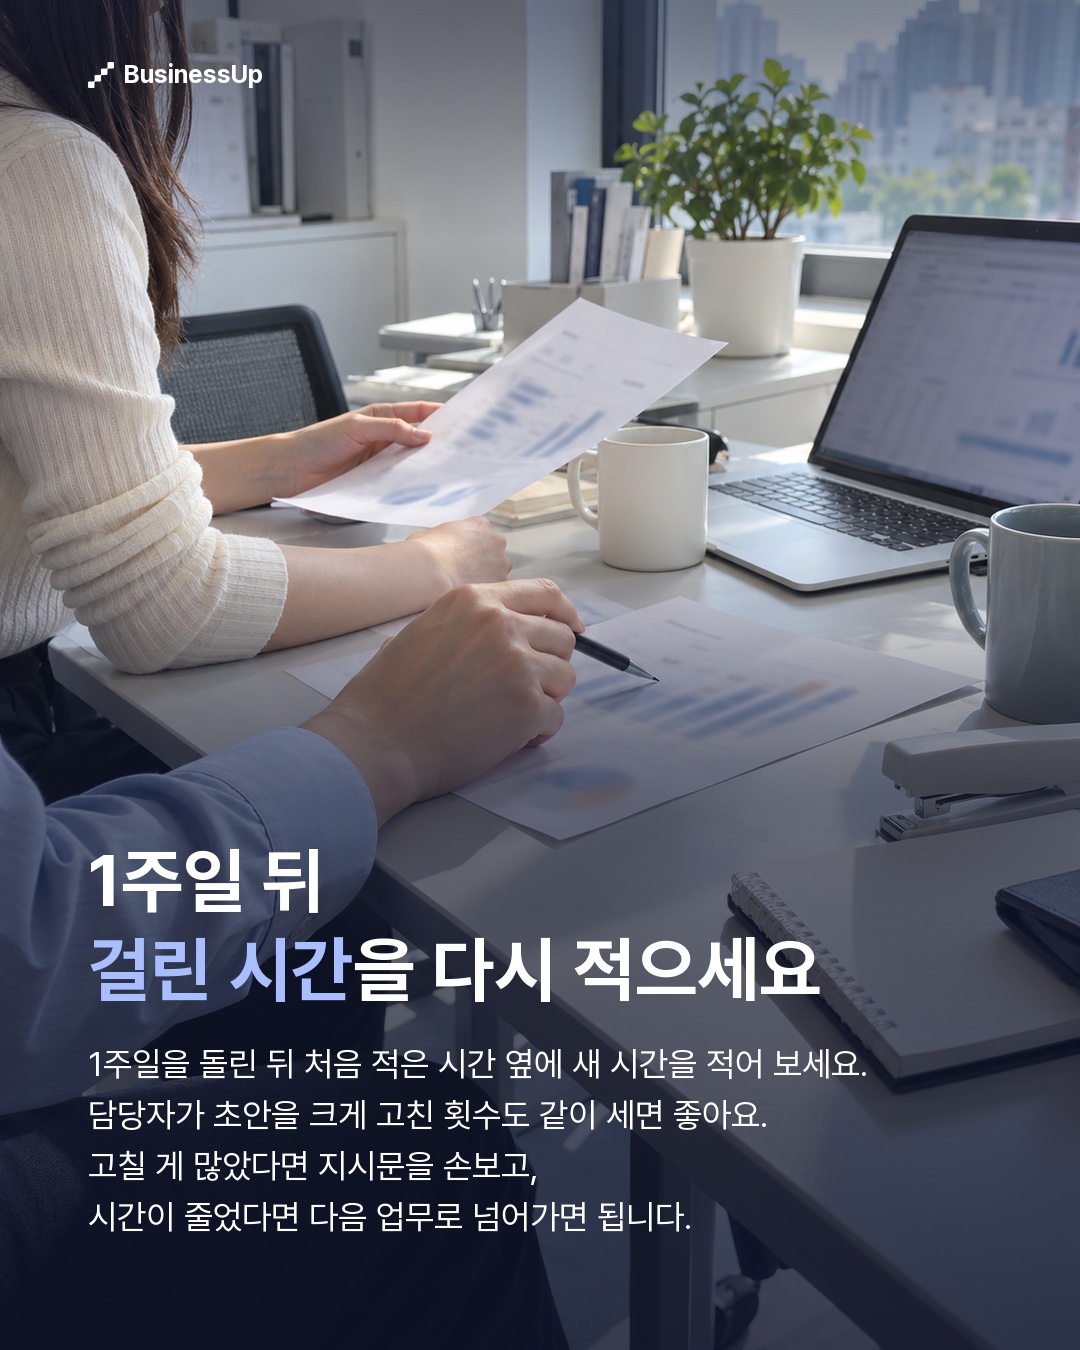 BusinessUp
1주일 뒤
걸린 시간을 다시 적으세요
1주일을 돌린 뒤 처음 적은 시간 옆에 새 시간을 적어 보세요.
담당자가 초안을 크게 고친 횟수도 같이 세면 좋아요.
고칠 게 많았다면 지시문을 손보고,
시간이 줄었다면 다음 업무로 넘어가면 됩니다.